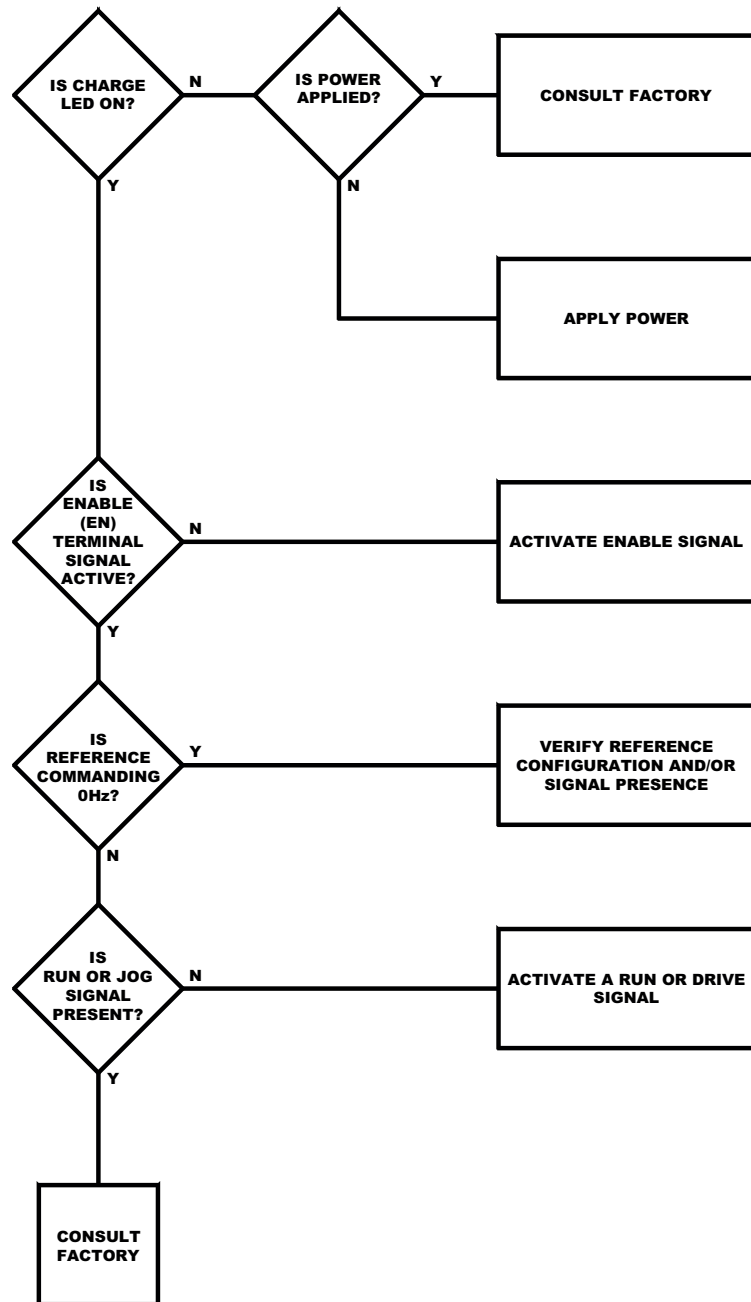 IS CHARGE
LED ON?
N
IS POWER
APPLIED?
Y
CONSULT FACTORY
Y
N
APPLY POWER
IS
ENABLE
(EN)
TERMINAL
SIGNAL
ACTIVE?
N
ACTIVATE ENABLE SIGNAL
Y
IS
REFERENCE
COMMANDING
0Hz?
Y
VERIFY REFERENCE
CONFIGURATION AND/OR
SIGNAL PRESENCE
N
IS
RUN OR JOG
SIGNAL
PRESENT?
N
ACTIVATE A RUN OR DRIVE
SIGNAL
Y
CONSULT
FACTORY